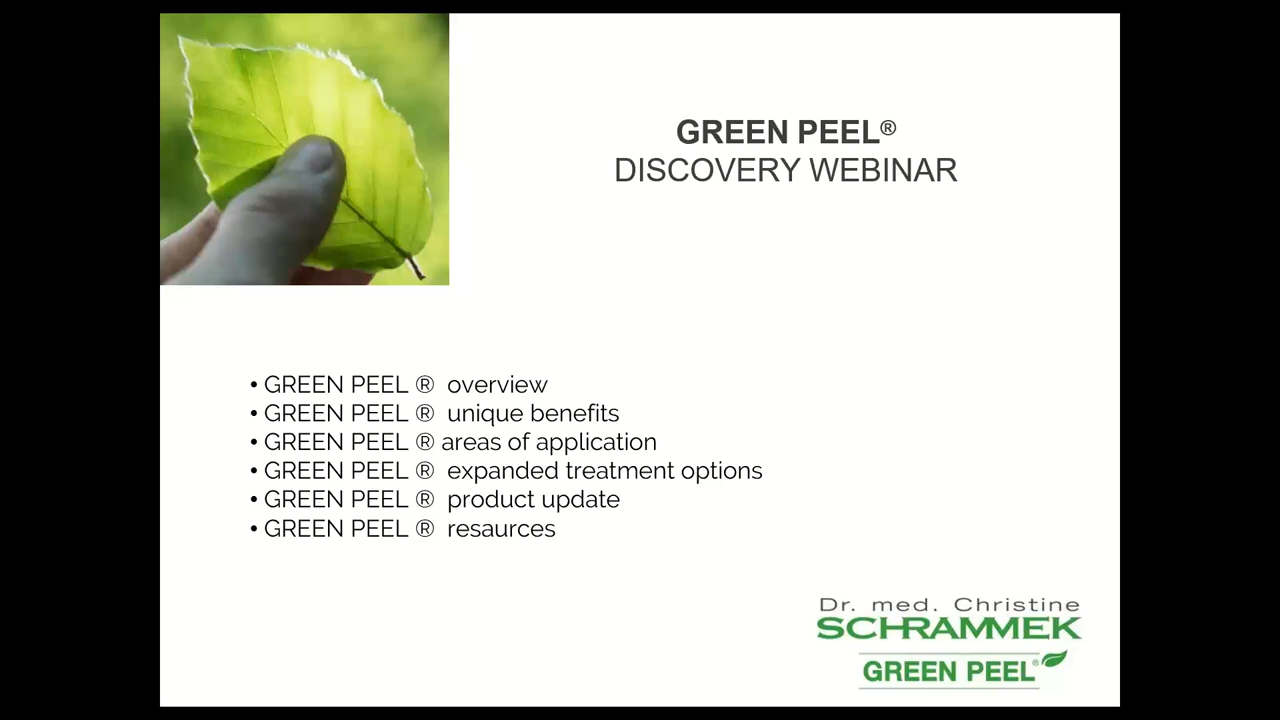 GREEN PEEL®
DISCOVERY WEBINAR
• GREEN PEEL ® overview
• GREEN PEEL ® unique benefits
• GREEN PEEL ® areas of application
• GREEN PEEL ® expanded treatment options
• GREEN PEEL ® product update
• GREEN PEEL ® resaurces
Dr. med. Christine
SCHRAMMEK
GREEN PEEL®